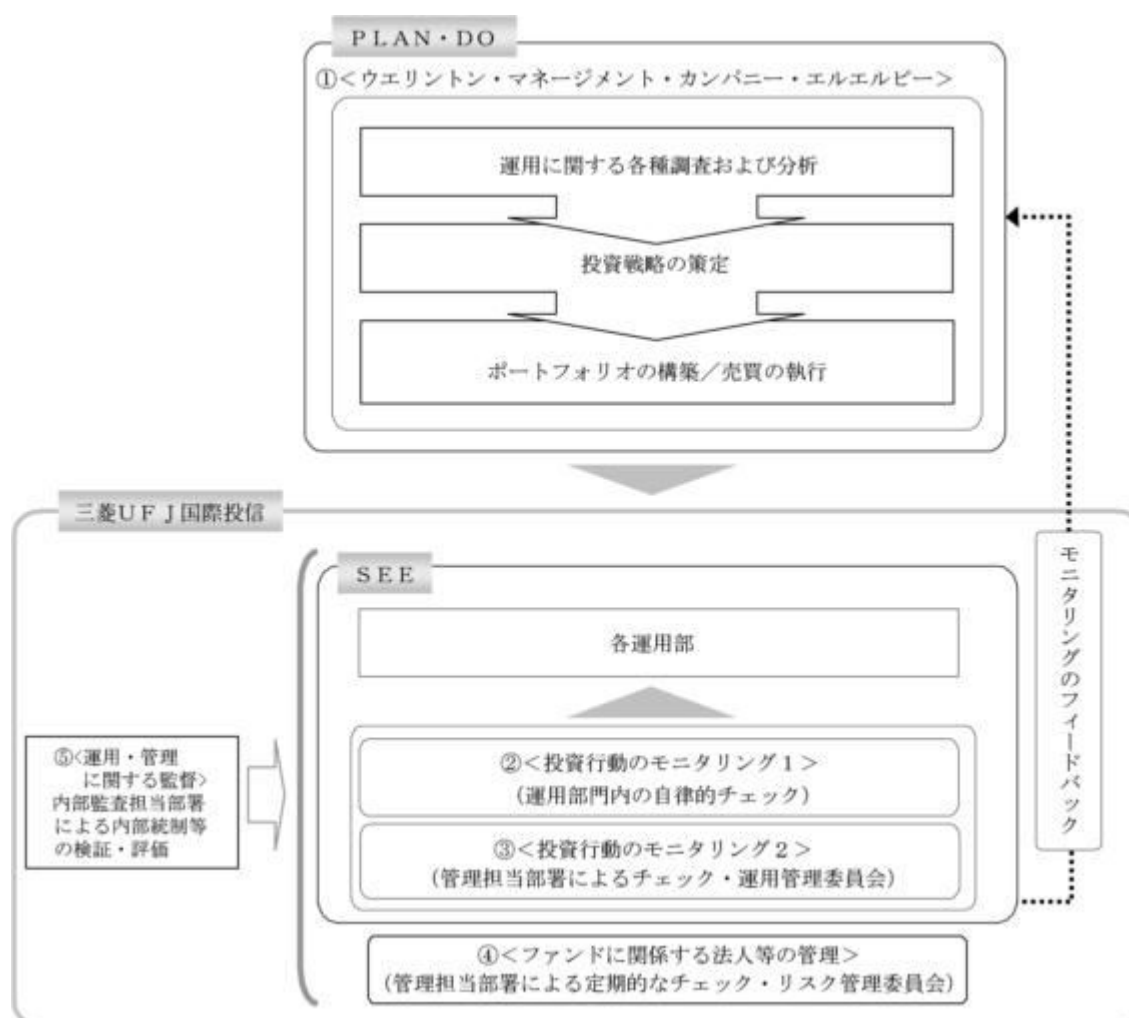 PLAN・DO
①<ウエリントン・マネージメント・カンパニー・エルエルピー>
運用に関する各種調査および分析
投資戦略の策定
ポートフォリオの構築/売買の執行
三菱UFJ国際投信
SEE
各運用部
②<投資行動のモニタリング1>
(運用部門内の自律的チェック)
③<投資行動のモニタリング2>
(管理担当部署によるチェック・運用管理委員会)
④<ファンドに関係する法人等の管理>
(管理担当部署による定期的なチェック・リスク管理委員会)
⑤<運用・管理
に関する監督>
内部監査担当部署
による内部統制等
の検証・評価
モニタリングのフィードバック